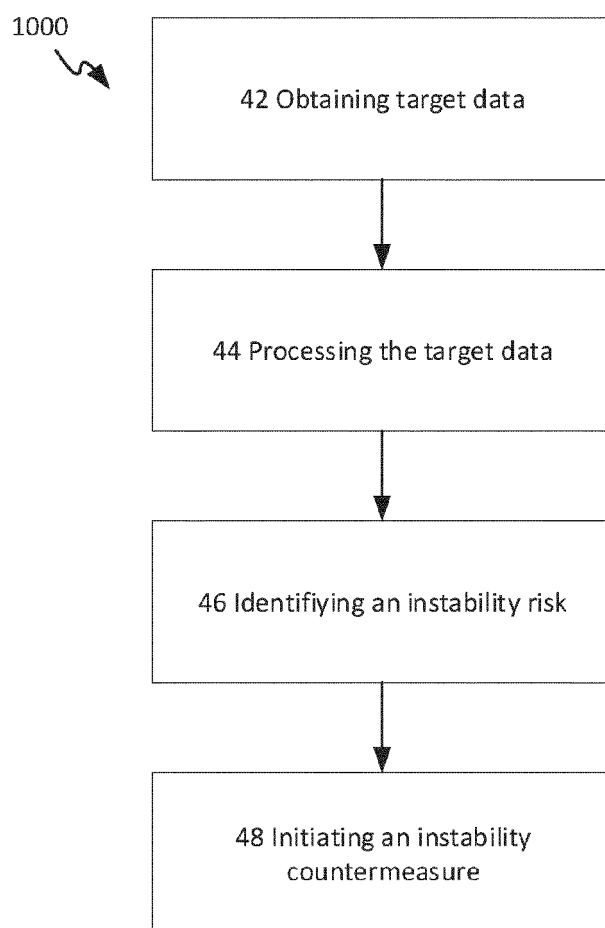 1000
42 Obtaining target data
44 Processing the target data
46 Identifiying an instability risk
48 Initiating an instability
countermeasure